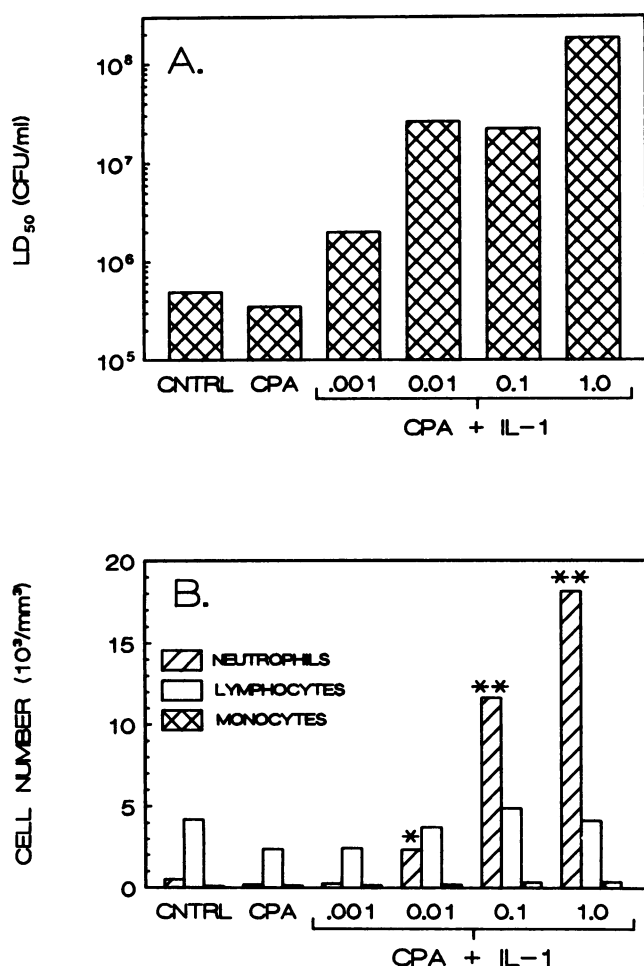 A.
LD₅₀ (CFU/ml)
10⁸
10⁷
10⁶
10⁵
CNTRL CPA .001 0.01 0.1 1.0
CPA + IL-1
B.
CELL NUMBER (10³/mm³)
20
15
10
5
0
NEUTROPHILS
LYMPHOCYTES
MONOCYTES
*
**
**
CNTRL CPA .001 0.01 0.1 1.0
CPA + IL-1